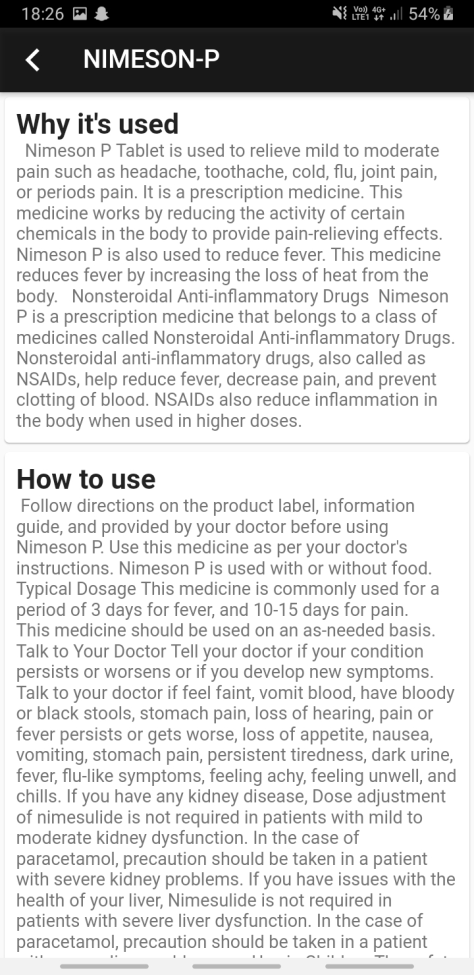 18:26 Vo)) 4G+ LTE1 54%
NIMESON-P
Why it's used
Nimeson P Tablet is used to relieve mild to moderate
pain such as headache, toothache, cold, flu, joint pain,
or periods pain. It is a prescription medicine. This
medicine works by reducing the activity of certain
chemicals in the body to provide pain-relieving effects.
Nimeson P is also used to reduce fever. This medicine
reduces fever by increasing the loss of heat from the
body. Nonsteroidal Anti-inflammatory Drugs Nimeson
P is a prescription medicine that belongs to a class of
medicines called Nonsteroidal Anti-inflammatory Drugs.
Nonsteroidal anti-inflammatory drugs, also called as
NSAIDs, help reduce fever, decrease pain, and prevent
clotting of blood. NSAIDs also reduce inflammation in
the body when used in higher doses.
How to use
Follow directions on the product label, information
guide, and provided by your doctor before using
Nimeson P. Use this medicine as per your doctor's
instructions. Nimeson P is used with or without food.
Typical Dosage This medicine is commonly used for a
period of 3 days for fever, and 10-15 days for pain.
This medicine should be used on an as-needed basis.
Talk to Your Doctor Tell your doctor if your condition
persists or worsens or if you develop new symptoms.
Talk to your doctor if feel faint, vomit blood, have bloody
or black stools, stomach pain, loss of hearing, pain or
fever persists or gets worse, loss of appetite, nausea,
vomiting, stomach pain, persistent tiredness, dark urine,
fever, flu-like symptoms, feeling achy, feeling unwell, and
chills. If you have any kidney disease, Dose adjustment
of nimesulide is not required in patients with mild to
moderate kidney dysfunction. In the case of
paracetamol, precaution should be taken in a patient
with severe kidney problems. If you have issues with the
health of your liver, Nimesulide is not required in
patients with severe liver dysfunction. In the case of
paracetamol, precaution should be taken in a patient